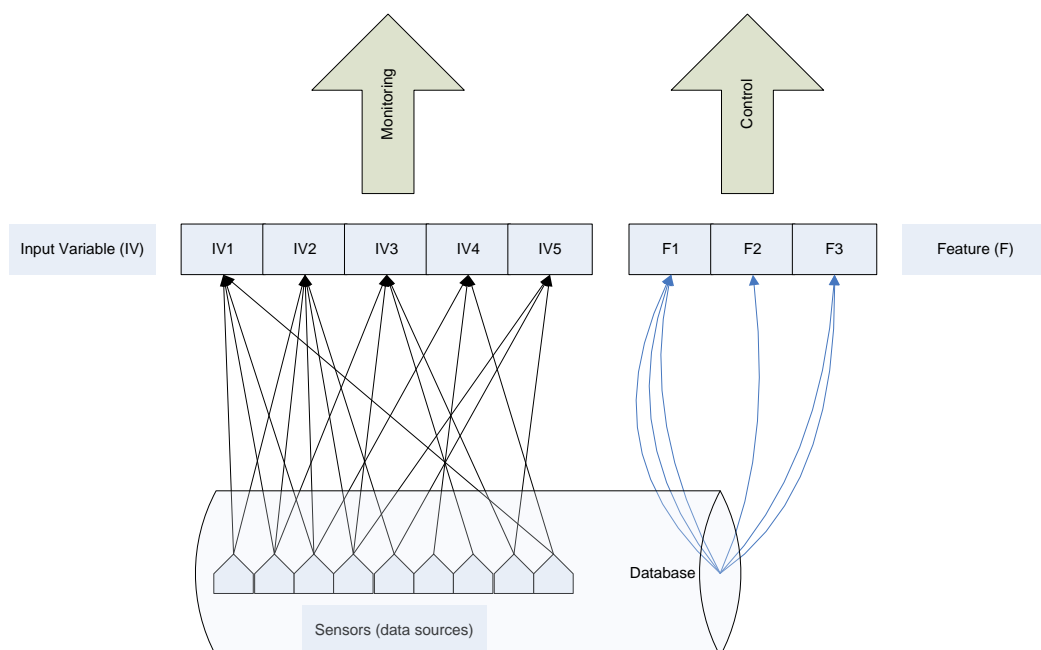 Monitoring
Control
Input Variable (IV)
IV1
IV2
IV3
IV4
IV5
F1
F2
F3
Feature (F)
Database
Sensors (data sources)